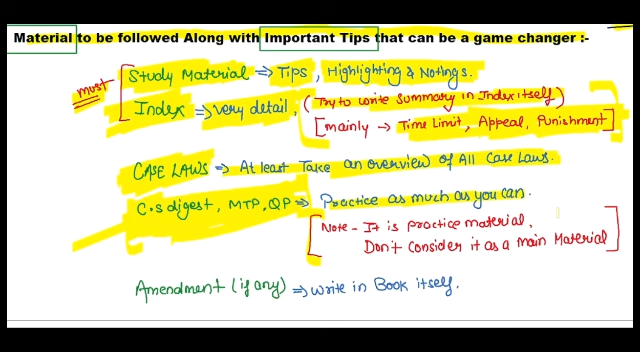 Material to be followed Along with Important Tips that can be a game changer :-
must
Study Material ⇒ Tips, Highlighting & Notings.
Index ⇒ very detail, (Try to write summary in Index itself)
[mainly → Time Limit, Appeal, Punishment]
CASE LAWS ⇒ At least Take an overview of All Case Laws.
C.S digest, MTP, QP ⇒ Practice as much as you can.
[Note - It is practice material,
Don't consider it as a main Material]
Amendment (if any) ⇒ Write in Book itself.